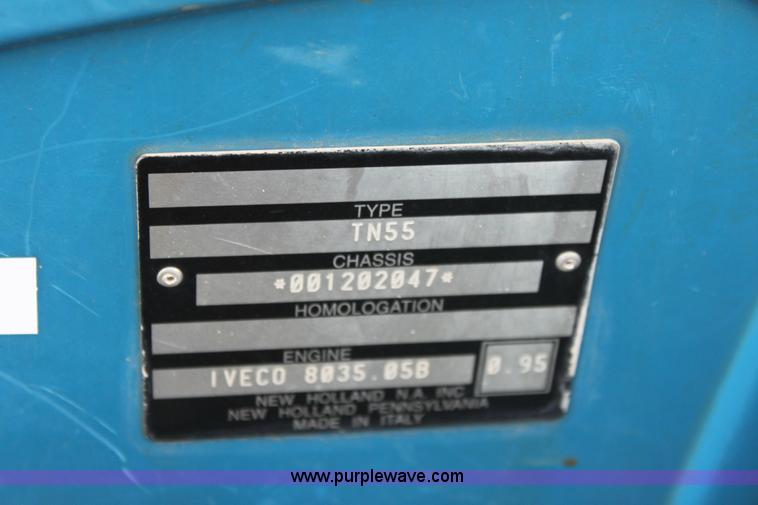 TYPE
TN55
CHASSIS
*001202047*
HOMOLOGATION
ENGINE
IVECO 8035.05B 0.95
NEW HOLLAND N.A. INC
NEW HOLLAND PENNSYLVANIA
MADE IN ITALY
www.purplewave.com